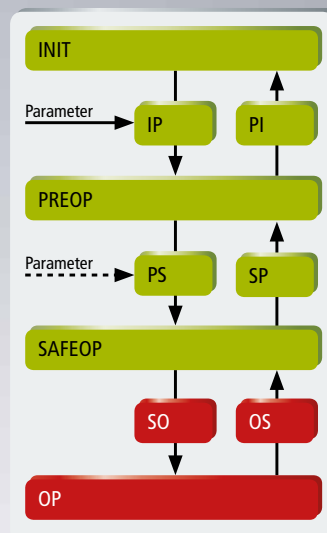 INIT
Parameter
IP
PI
PREOP
Parameter
PS
SP
SAFEOP
SO
OS
OP